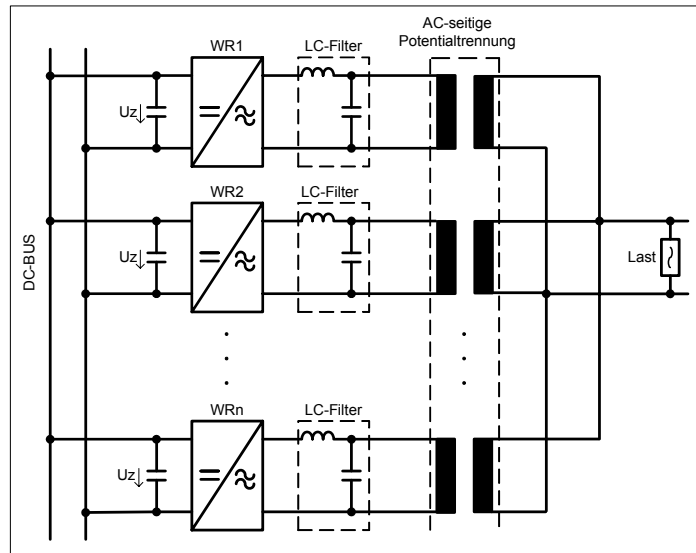 AC-seitige
Potentialtrennung
WR1
LC-Filter
Uz↓
WR2
LC-Filter
Uz↓
Last
DC-BUS
WRn
LC-Filter
Uz↓